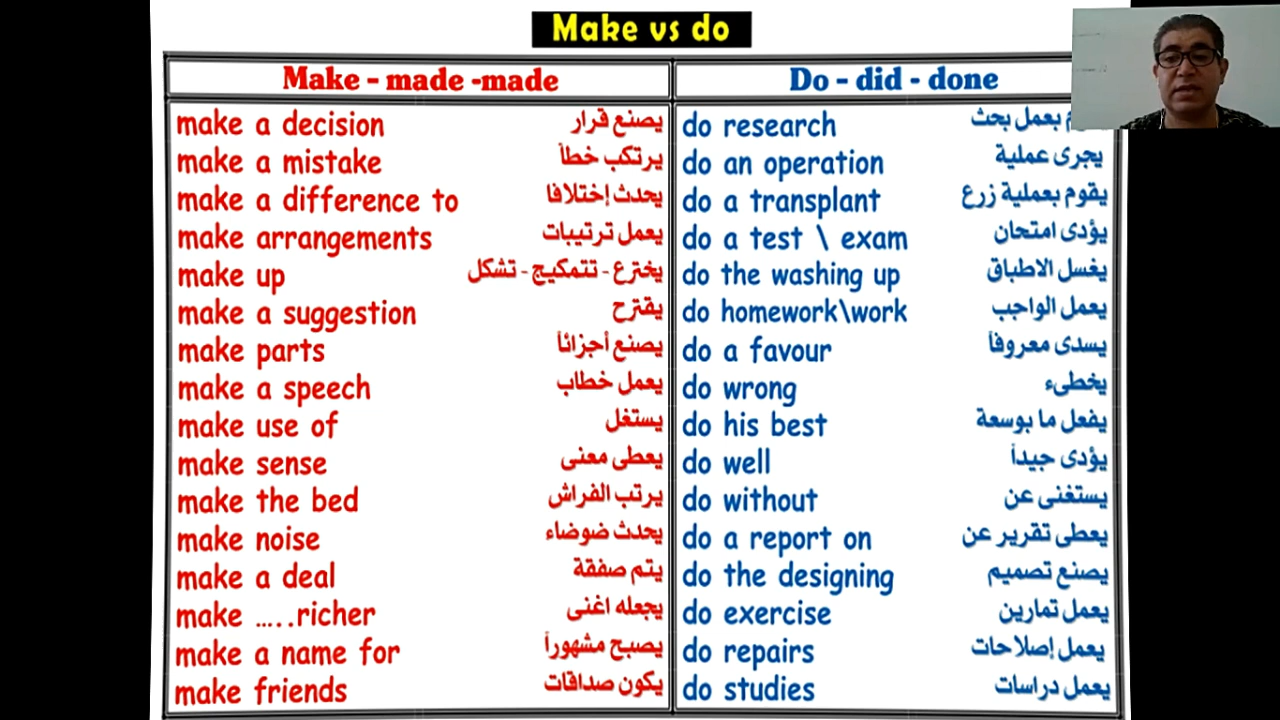 Make vs do
Make – made -made
Do – did - done
make a decision يصنع قرار
do research بعمل بحث
make a mistake يرتكب خطأ
do an operation يجرى عملية
make a difference to يحدث إختلافا
do a transplant يقوم بعملية زرع
make arrangements يعمل ترتيبات
do a test \ exam يؤدى امتحان
make up يخترع - تتمكيج - تشكل
do the washing up يغسل الاطباق
make a suggestion يقترح
do homework\work يعمل الواجب
make parts يصنع أجزائاً
do a favour يسدى معروفاً
make a speech يعمل خطاب
do wrong يخطىء
make use of يستغل
do his best يفعل ما بوسعة
make sense يعطى معنى
do well يؤدى جيداً
make the bed يرتب الفراش
do without يستغنى عن
make noise يحدث ضوضاء
do a report on يعطى تقرير عن
make a deal يتم صفقة
do the designing يصنع تصميم
make …..richer يجعله اغنى
do exercise يعمل تمارين
make a name for يصبح مشهوراً
do repairs يعمل إصلاحات
make friends يكون صداقات
do studies يعمل دراسات